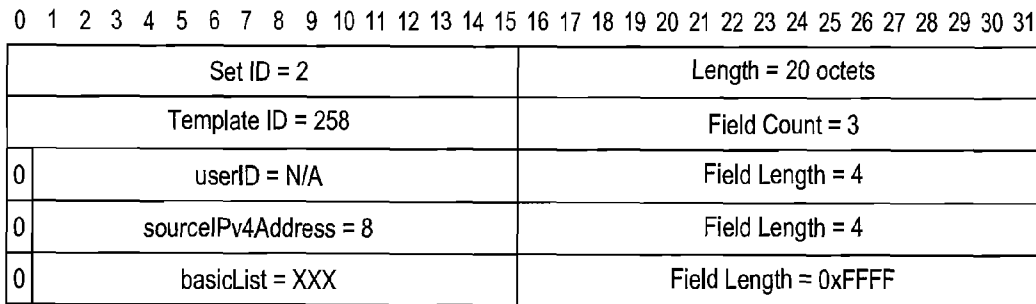 0 1 2 3 4 5 6 7 8 9 10 11 12 13 14 15 16 17 18 19 20 21 22 23 24 25 26 27 28 29 30 31
Set ID = 2 Length = 20 octets
Template ID = 258 Field Count = 3
0 userID = N/A Field Length = 4
0 sourceIPv4Address = 8 Field Length = 4
0 basicList = XXX Field Length = 0xFFFF